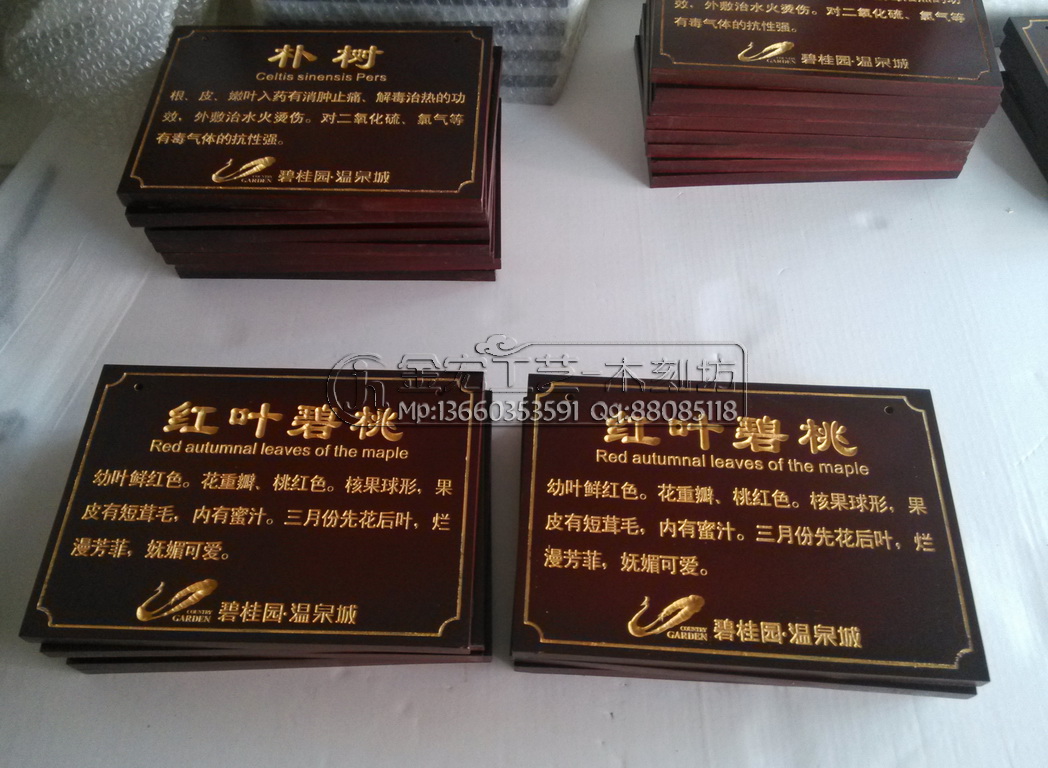 朴树
Celtis sinensis Pers
根、皮、嫩叶入药有消肿止痛、解毒治热的功
效，外敷治水火烫伤。对二氧化硫、氯气等
有毒气体的抗性强。
COUNTRY GARDEN 碧桂园·温泉城
效，外敷治水火烫伤。对二氧化硫、氯气等
有毒气体的抗性强。
COUNTRY GARDEN 碧桂园·温泉城
金安工艺-木刻坊
Mp:13660353591 QQ:88085118
红叶碧桃
Red autumnal leaves of the maple
幼叶鲜红色。花重瓣、桃红色。核果球形，果
皮有短茸毛，内有蜜汁。三月份先花后叶，烂
漫芳菲，妩媚可爱。
COUNTRY GARDEN 碧桂园·温泉城
红叶碧桃
Red autumnal leaves of the maple
幼叶鲜红色。花重瓣、桃红色。核果球形，果
皮有短茸毛，内有蜜汁。三月份先花后叶，烂
漫芳菲，妩媚可爱。
COUNTRY GARDEN 碧桂园·温泉城